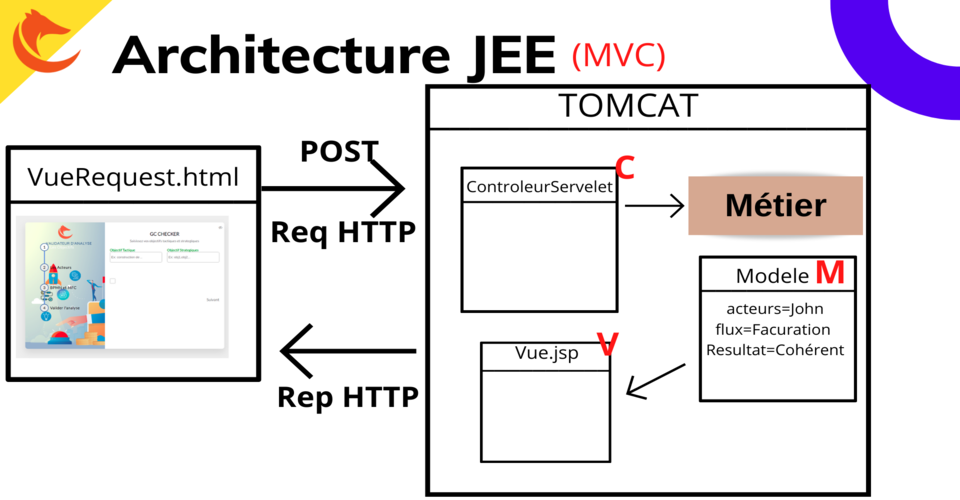 Architecture JEE (MVC)
TOMCAT
VueRequest.html
POST
Req HTTP
Rep HTTP
ControleurServelet
C
Métier
Modele M
acteurs=John
flux=Facuration
Resultat=Cohérent
Vue.jsp
V
GC CHECKER
Acteurs